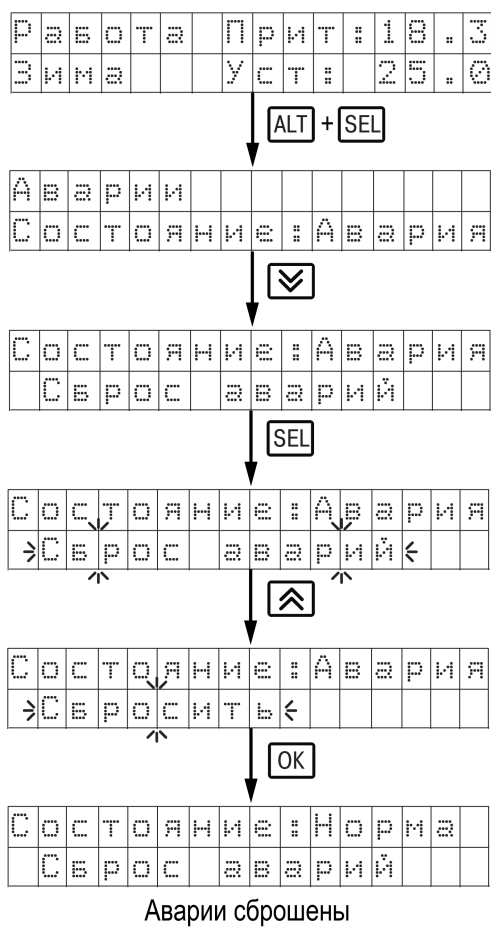 Работа Прит:18.3
Зима Уст: 25.0
ALT + SEL
Аварии
Состояние:Авария
Состояние:Авария
Сброс аварий
SEL
Состояние:Авария
Сброс аварий
Состояние:Авария
Сбросить
OK
Состояние:Норма
Сброс аварий
Аварии сброшены